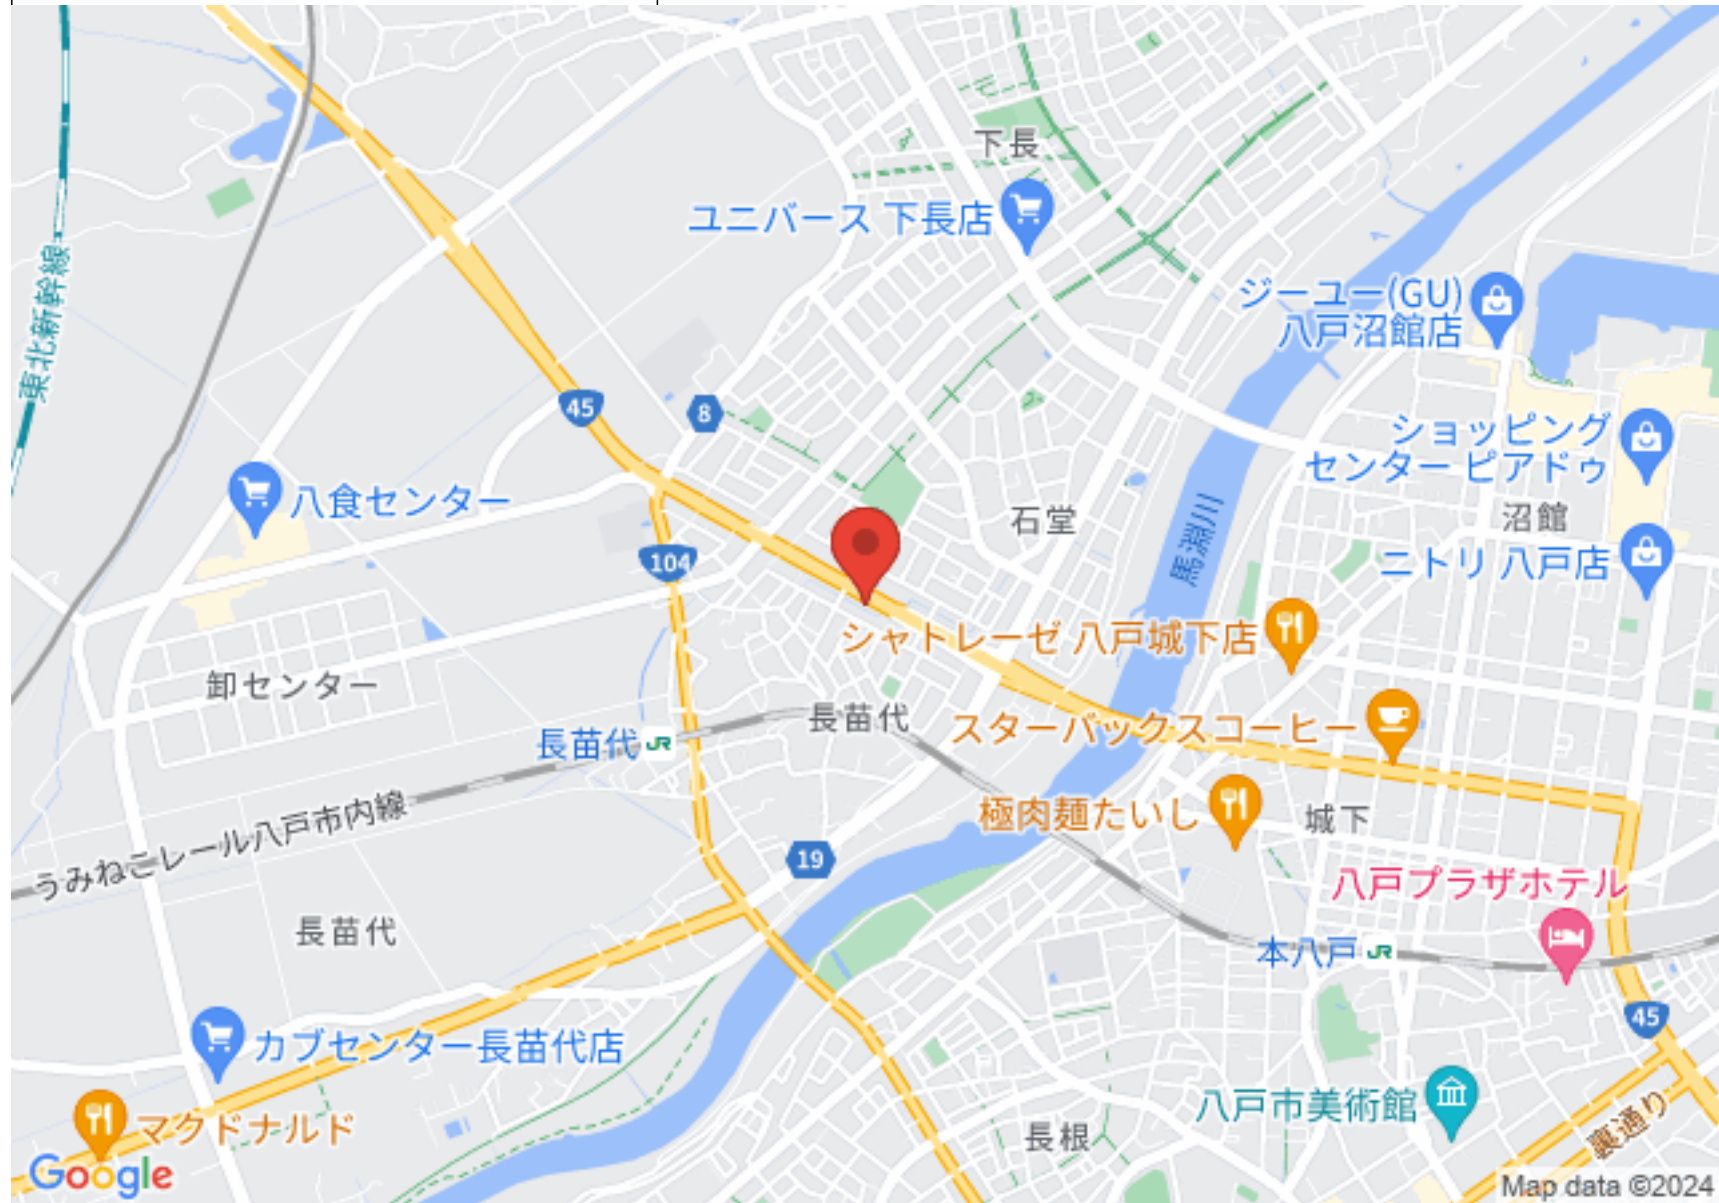 下長
ユニバース 下長店
東北新幹線
ジーユー(GU)
八戸沼館店
45
8
ショッピング
センター ピアドゥ
八食センター
石堂
沼館
馬淵川
104
ニトリ 八戸店
シャトレーゼ 八戸城下店
卸センター
長苗代
スターバックスコーヒー
長苗代
JR
極肉麺たいし
城下
うみねこレール八戸市内線
19
八戸プラザホテル
長苗代
本八戸
JR
45
カブセンター長苗代店
八戸市美術館
マクドナルド
長根
裏通り
Google
Map data ©2024